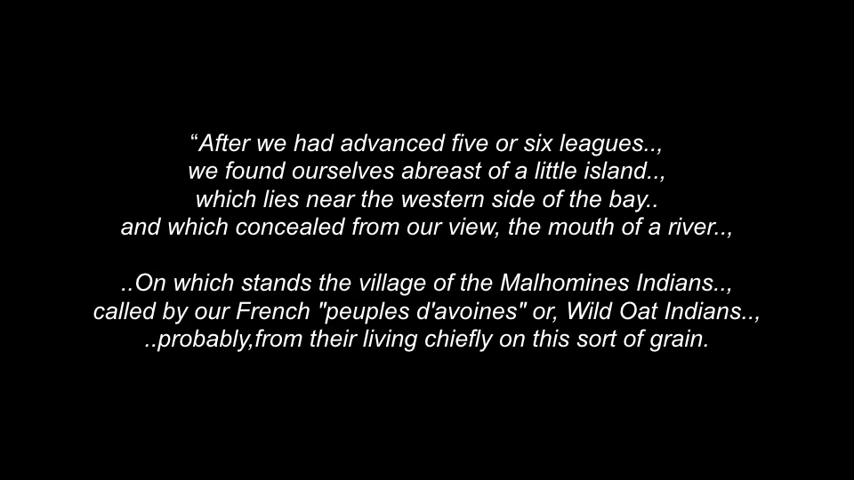 “After we had advanced five or six leagues..,
we found ourselves abreast of a little island..,
which lies near the western side of the bay..
and which concealed from our view, the mouth of a river..,
..On which stands the village of the Malhomines Indians..,
called by our French "peuples d'avoines" or, Wild Oat Indians..,
..probably,from their living chiefly on this sort of grain.